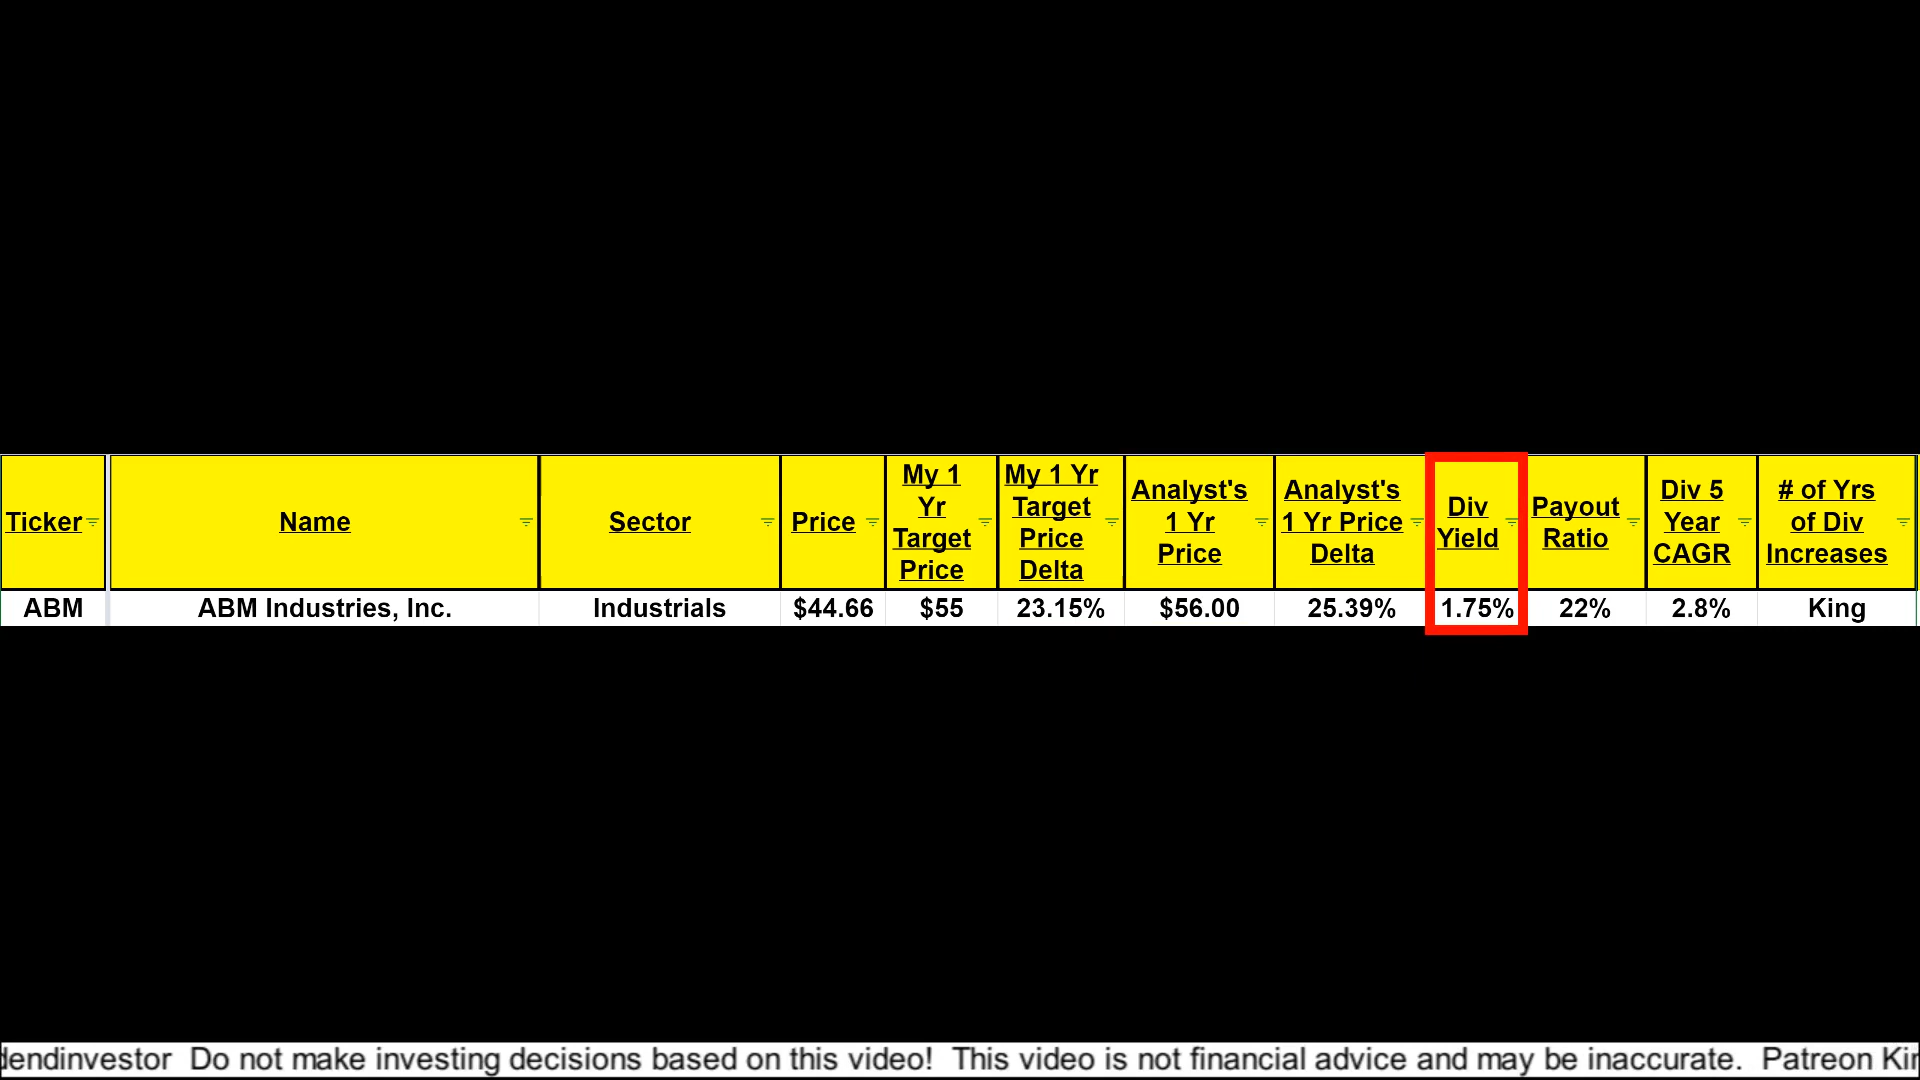 Ticker Name Sector Price My 1 Yr Target Price My 1 Yr Target Price Delta Analyst's 1 Yr Price Analyst's 1 Yr Price Delta Div Yield Payout Ratio Div 5 Year CAGR # of Yrs of Div Increases
ABM ABM Industries, Inc. Industrials $44.66 $55 23.15% $56.00 25.39% 1.75% 22% 2.8% King
dendinvestor Do not make investing decisions based on this video! This video is not financial advice and may be inaccurate. Patreon